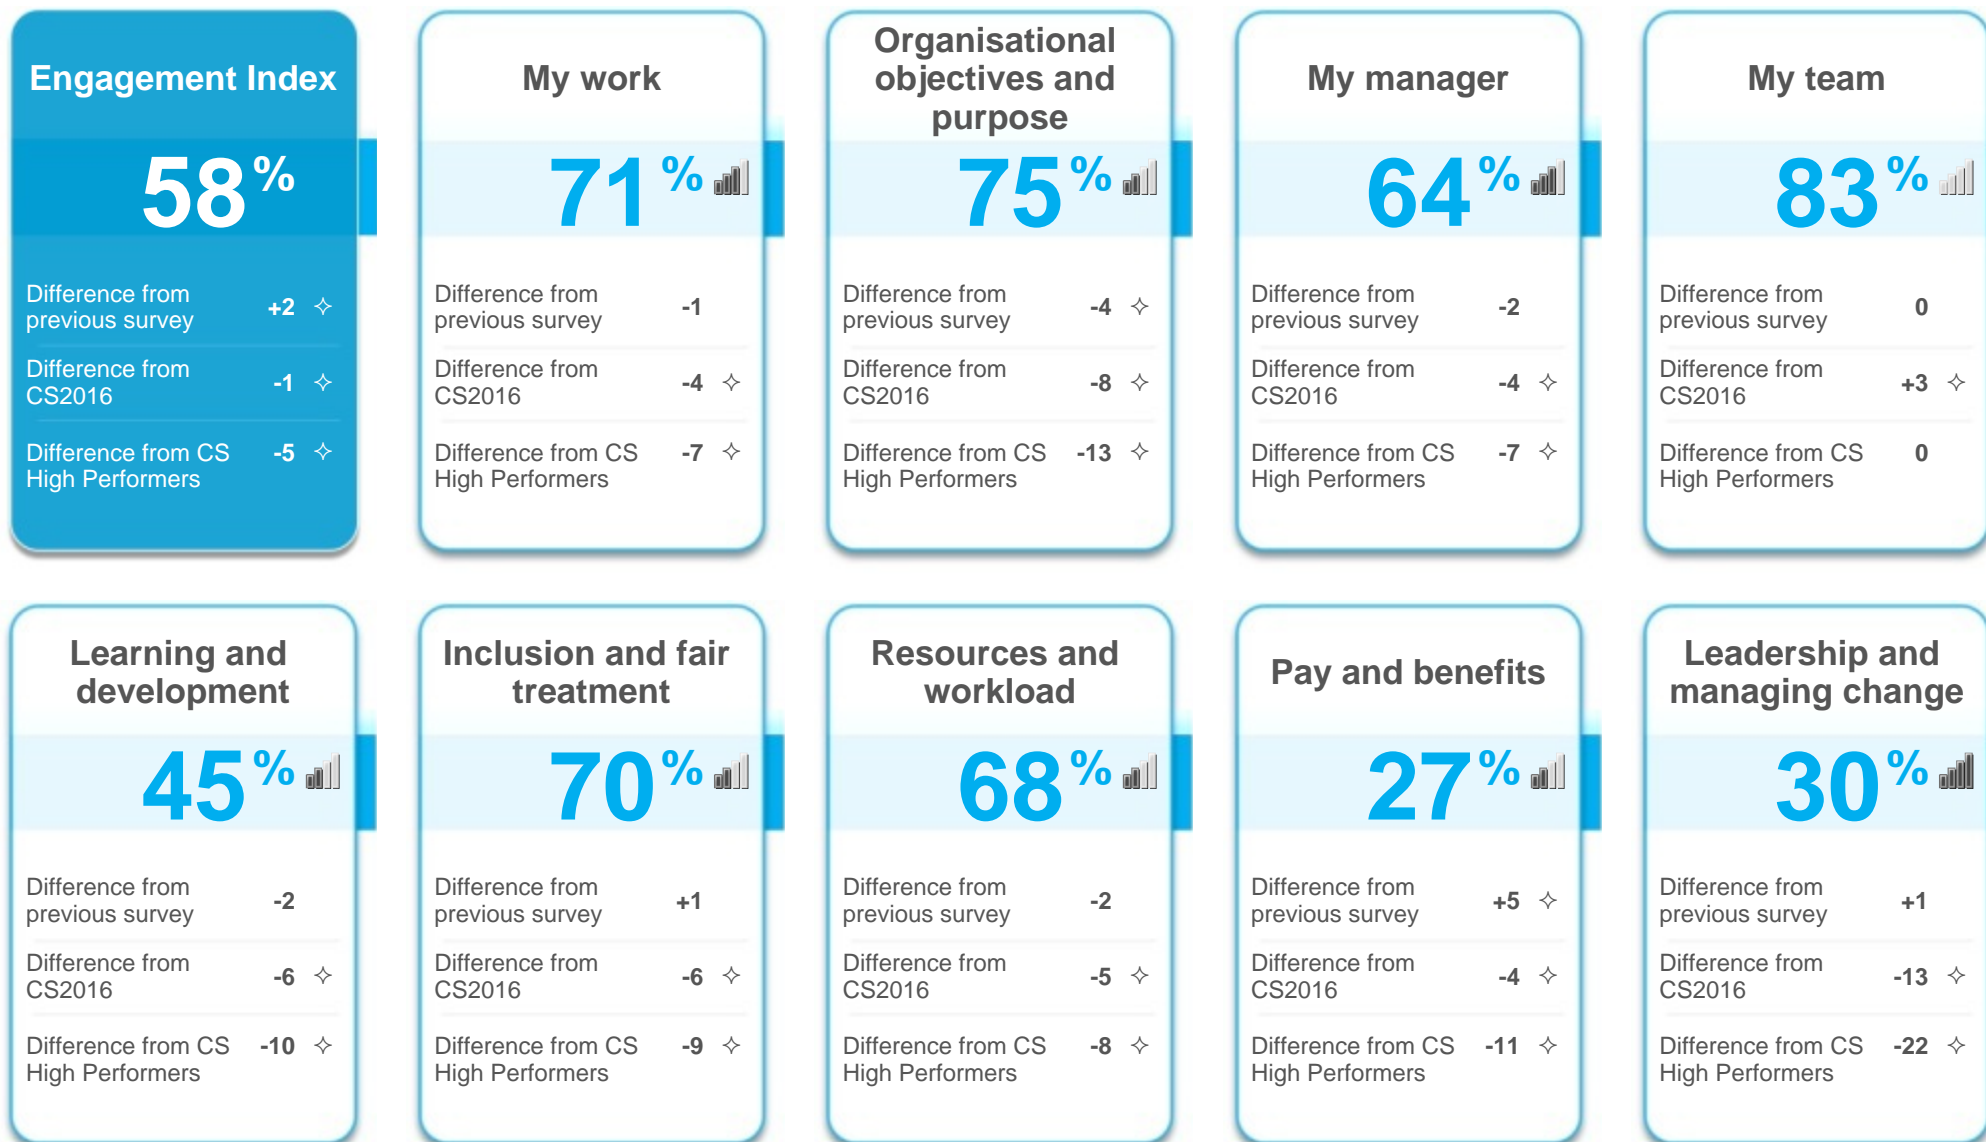 Engagement Index
58%
Difference from
previous survey
+2 ✧
Difference from
CS2016
-1 ✧
Difference from CS
High Performers
-5 ✧
My work
71%
Difference from
previous survey
-1
Difference from
CS2016
-4 ✧
Difference from CS
High Performers
-7 ✧
Organisational
objectives and
purpose
75%
Difference from
previous survey
-4 ✧
Difference from
CS2016
-8 ✧
Difference from CS
High Performers
-13 ✧
My manager
64%
Difference from
previous survey
-2
Difference from
CS2016
-4 ✧
Difference from CS
High Performers
-7 ✧
My team
83%
Difference from
previous survey
0
Difference from
CS2016
+3 ✧
Difference from CS
High Performers
0
Learning and
development
45%
Difference from
previous survey
-2
Difference from
CS2016
-6 ✧
Difference from CS
High Performers
-10 ✧
Inclusion and fair
treatment
70%
Difference from
previous survey
+1
Difference from
CS2016
-6 ✧
Difference from CS
High Performers
-9 ✧
Resources and
workload
68%
Difference from
previous survey
-2
Difference from
CS2016
-5 ✧
Difference from CS
High Performers
-8 ✧
Pay and benefits
27%
Difference from
previous survey
+5 ✧
Difference from
CS2016
-4 ✧
Difference from CS
High Performers
-11 ✧
Leadership and
managing change
30%
Difference from
previous survey
+1
Difference from
CS2016
-13 ✧
Difference from CS
High Performers
-22 ✧